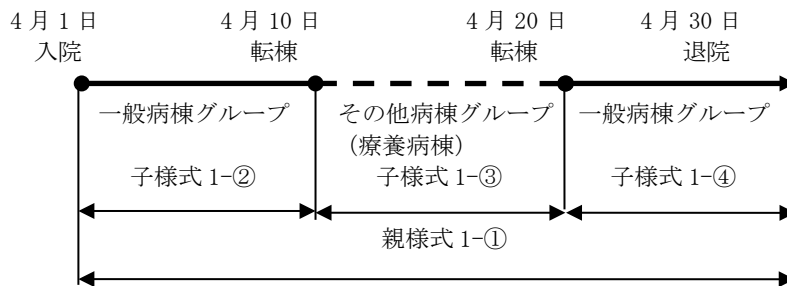 4月1日 4月10日 4月20日 4月30日
入院 転棟 転棟 退院
一般病棟グループ その他病棟グループ 一般病棟グループ
(療養病棟)
子様式1-② 子様式1-③ 子様式1-④
親様式1-①